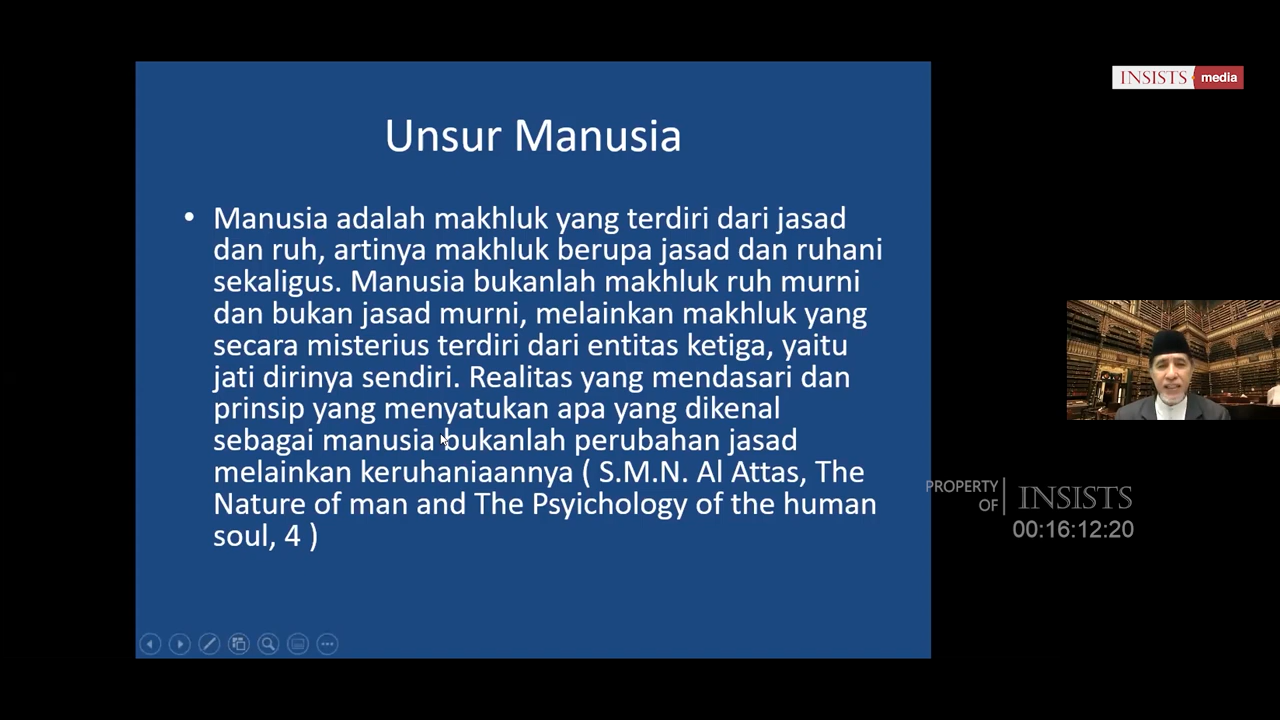 INSISTS media
Unsur Manusia
• Manusia adalah makhluk yang terdiri dari jasad
dan ruh, artinya makhluk berupa jasad dan ruhani
sekaligus. Manusia bukanlah makhluk ruh murni
dan bukan jasad murni, melainkan makhluk yang
secara misterius terdiri dari entitas ketiga, yaitu
jati dirinya sendiri. Realitas yang mendasari dan
prinsip yang menyatukan apa yang dikenal
sebagai manusia bukanlah perubahan jasad
melainkan keruhaniaannya ( S.M.N. Al Attas, The
Nature of man and The Psyichology of the human
soul, 4 )
PROPERTY
OF
INSISTS
00:16:12:20